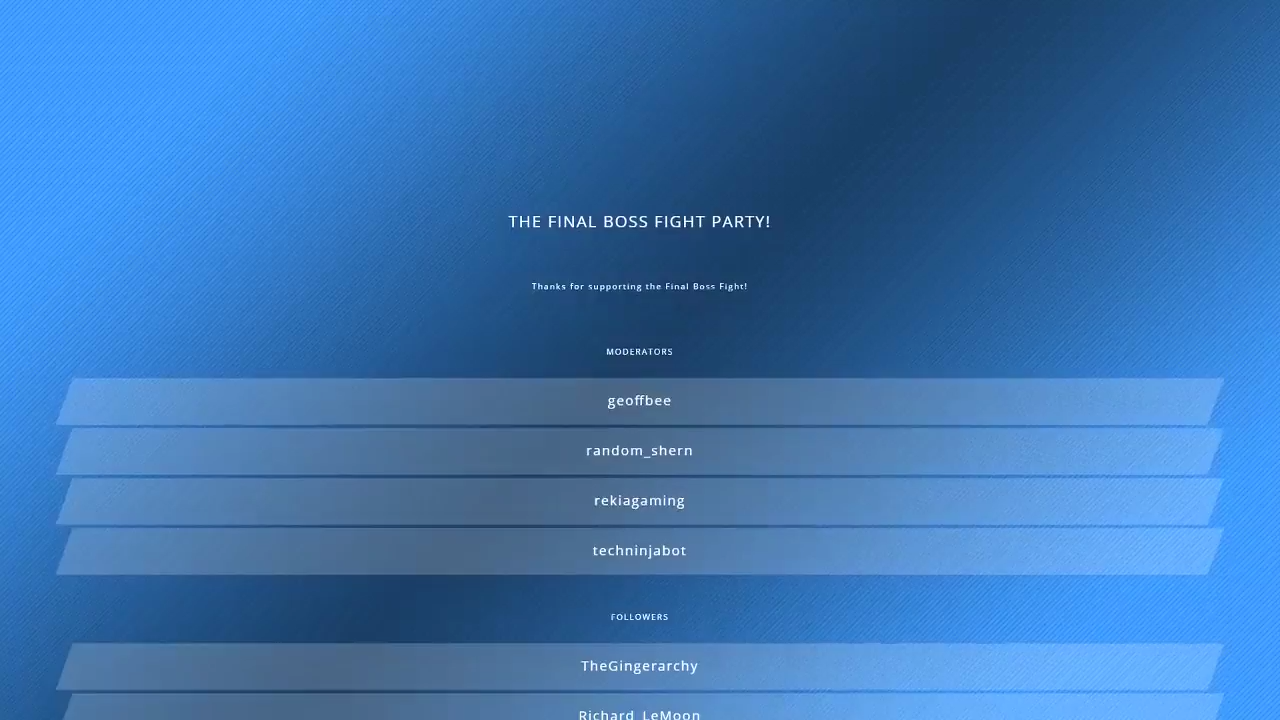 THE FINAL BOSS FIGHT PARTY!
Thanks for supporting the Final Boss Fight!
MODERATORS
geoffbee
random_shern
rekiagaming
techninjabot
FOLLOWERS
TheGingerarchy
Richard_LeMoon